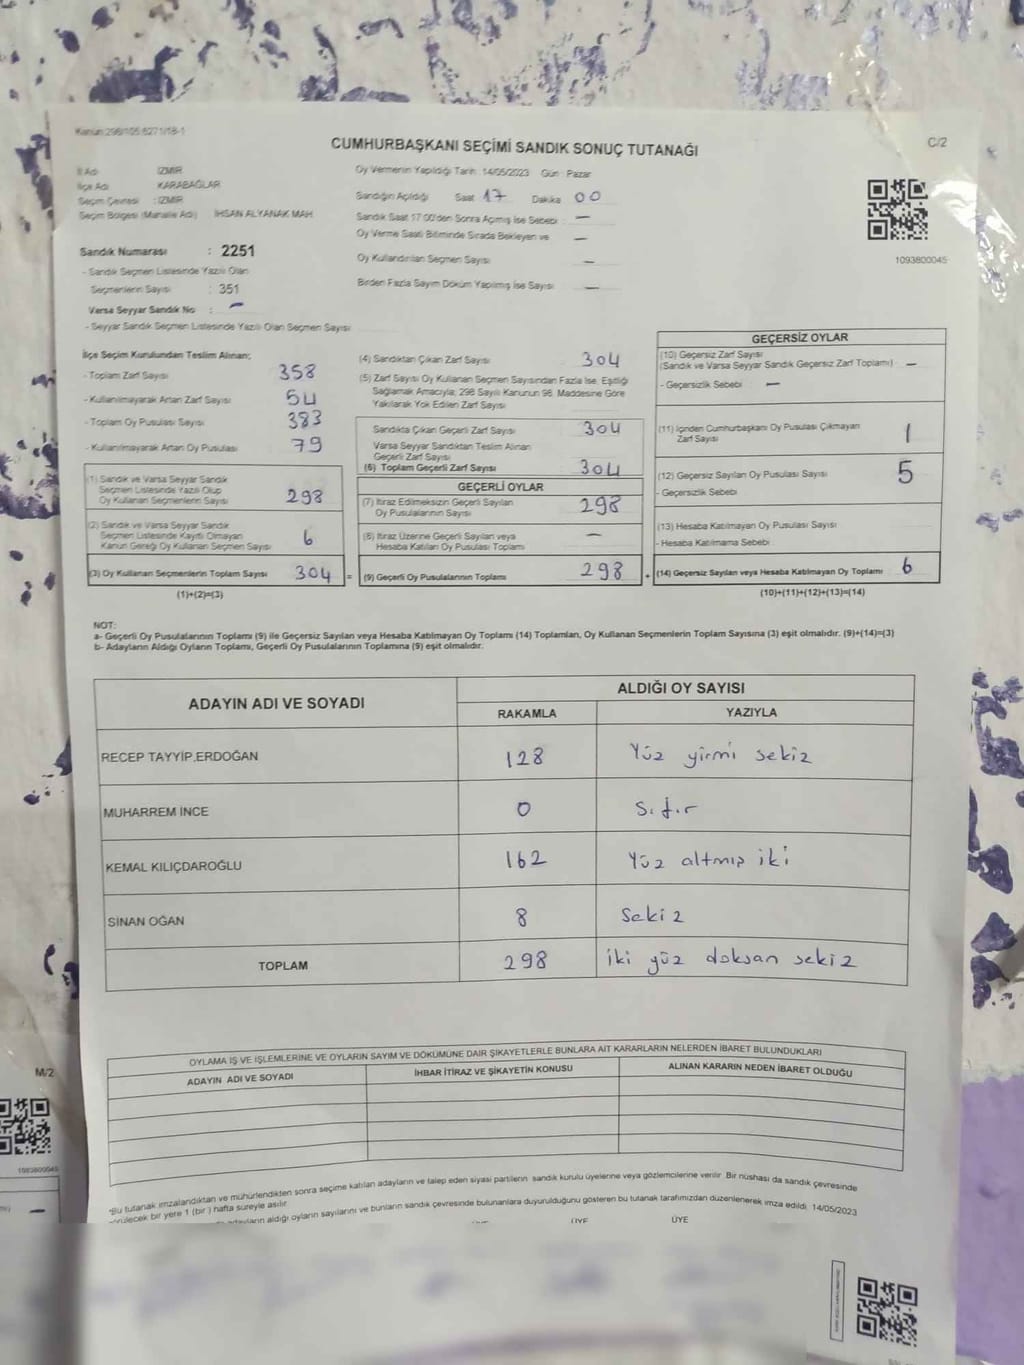 Kanun:298/105 6271/18-1
C/2
CUMHURBAŞKANI SEÇİMİ SANDIK SONUÇ TUTANAĞI
İl Adı İZMİR
İlçe Adı KARABAĞLAR
Seçim Çevresi : İZMİR
Seçim Bölgesi (Mahalle Adı) İHSAN ALYANAK MAH.
Sandık Numarası : 2251
- Sandık Seçmen Listesinde Yazılı Olan
Seçmenlerin Sayısı : 351
Varsa Seyyar Sandık No : –
- Seyyar Sandık Seçmen Listesinde Yazılı Olan Seçmen Sayısı
Oy Vermenin Yapıldığı Tarih: 14/05/2023 Gün: Pazar
Sandığın Açıldığı Saat 17 Dakika 00
Sandık Saat 17:00'den Sonra Açılmış İse Sebebi : –
Oy Verme Saati Bitiminde Sırada Bekleyen ve –
Oy Kullandırılan Seçmen Sayısı –
Birden Fazla Sayım Döküm Yapılmış İse Sayısı –
1093800045
İlçe Seçim Kurulundan Teslim Alınan;
- Toplam Zarf Sayısı 358
- Kullanılmayarak Artan Zarf Sayısı 54
- Toplam Oy Pusulası Sayısı 383
- Kullanılmayarak Artan Oy Pusulası 79
(1) Sandık ve Varsa Seyyar Sandık
Seçmen Listesinde Yazılı Olup
Oy Kullanan Seçmenlerin Sayısı 298
(2) Sandık ve Varsa Seyyar Sandık
Seçmen Listesinde Kayıtlı Olmayan
Kanun Gereği Oy Kullanan Seçmen Sayısı 6
(3) Oy Kullanan Seçmenlerin Toplam Sayısı 304 =
(1)+(2)=(3)
(4) Sandıktan Çıkan Zarf Sayısı 304
(5) Zarf Sayısı Oy Kullanan Seçmen Sayısından Fazla İse, Eşitliği
Sağlamak Amacıyla; 298 Sayılı Kanunun 98. Maddesine Göre
Yakılarak Yok Edilen Zarf Sayısı
Sandıkta Çıkan Geçerli Zarf Sayısı 304
Varsa Seyyar Sandıktan Teslim Alınan
Geçerli Zarf Sayısı
(6) Toplam Geçerli Zarf Sayısı 304
GEÇERLİ OYLAR
(7) İtiraz Edilmeksizin Geçerli Sayılan
Oy Pusulalarının Sayısı 298
(8) İtiraz Üzerine Geçerli Sayılan veya
Hesaba Katılan Oy Pusulası Toplamı –
(9) Geçerli Oy Pusulalarının Toplamı 298 +
GEÇERSİZ OYLAR
(10) Geçersiz Zarf Sayısı
(Sandık ve Varsa Seyyar Sandık Geçersiz Zarf Toplamı) –
- Geçersizlik Sebebi –
(11) İçinden Cumhurbaşkanı Oy Pusulası Çıkmayan
Zarf Sayısı 1
(12) Geçersiz Sayılan Oy Pusulası Sayısı 5
- Geçersizlik Sebebi
(13) Hesaba Katılmayan Oy Pusulası Sayısı
- Hesaba Katılmama Sebebi
(14) Geçersiz Sayılan veya Hesaba Katılmayan Oy Toplamı 6
(10)+(11)+(12)+(13)=(14)
NOT:
a- Geçerli Oy Pusulalarının Toplamı (9) ile Geçersiz Sayılan veya Hesaba Katılmayan Oy Toplamı (14) Toplamları, Oy Kullanan Seçmenlerin Toplam Sayısına (3) eşit olmalıdır. (9)+(14)=(3)
b- Adayların Aldığı Oyların Toplamı, Geçerli Oy Pusulalarının Toplamına (9) eşit olmalıdır.
ADAYIN ADI VE SOYADI ALDIĞI OY SAYISI
RAKAMLA YAZIYLA
RECEP TAYYİP ERDOĞAN 128 Yüz yirmi sekiz
MUHARREM İNCE 0 Sıfır
KEMAL KILIÇDAROĞLU 162 Yüz altmış iki
SİNAN OĞAN 8 Sekiz
TOPLAM 298 iki yüz doksan sekiz
OYLAMA İŞ VE İŞLEMLERİNE VE OYLARIN SAYIM VE DÖKÜMÜNE DAİR ŞİKAYETLERLE BUNLARA AİT KARARLARIN NELERDEN İBARET BULUNDUKLARI
ADAYIN ADI VE SOYADI İHBAR İTİRAZ VE ŞİKAYETİN KONUSU ALINAN KARARIN NEDEN İBARET OLDUĞU
M/2
1093800045
*Bu tutanak imzalandıktan ve mühürlendikten sonra seçime katılan adayların ve talep eden siyasi partilerin sandık kurulu üyelerine veya gözlemcilerine verilir. Bir nüshası da sandık çevresinde
görülecek bir yere 1 (bir) hafta süreyle asılır.
adayların aldığı oyların sayılarını ve bunların sandık çevresinde bulunanlara duyurulduğunu gösteren bu tutanak tarafımızdan düzenlenerek imza edildi. 14/05/2023
ÜYE ÜYE ÜYE